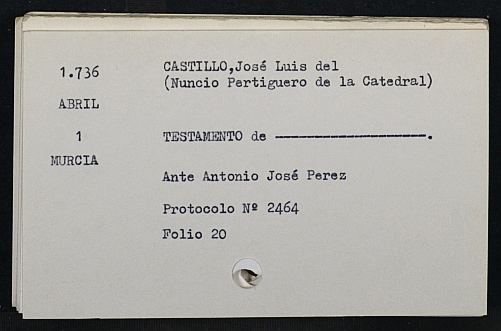 1.736
ABRIL
1
MURCIA
CASTILLO,José Luis del
(Nuncio Pertiguero de la Catedral)
TESTAMENTO de ———————————————.
Ante Antonio José Perez
Protocolo Nº 2464
Folio 20